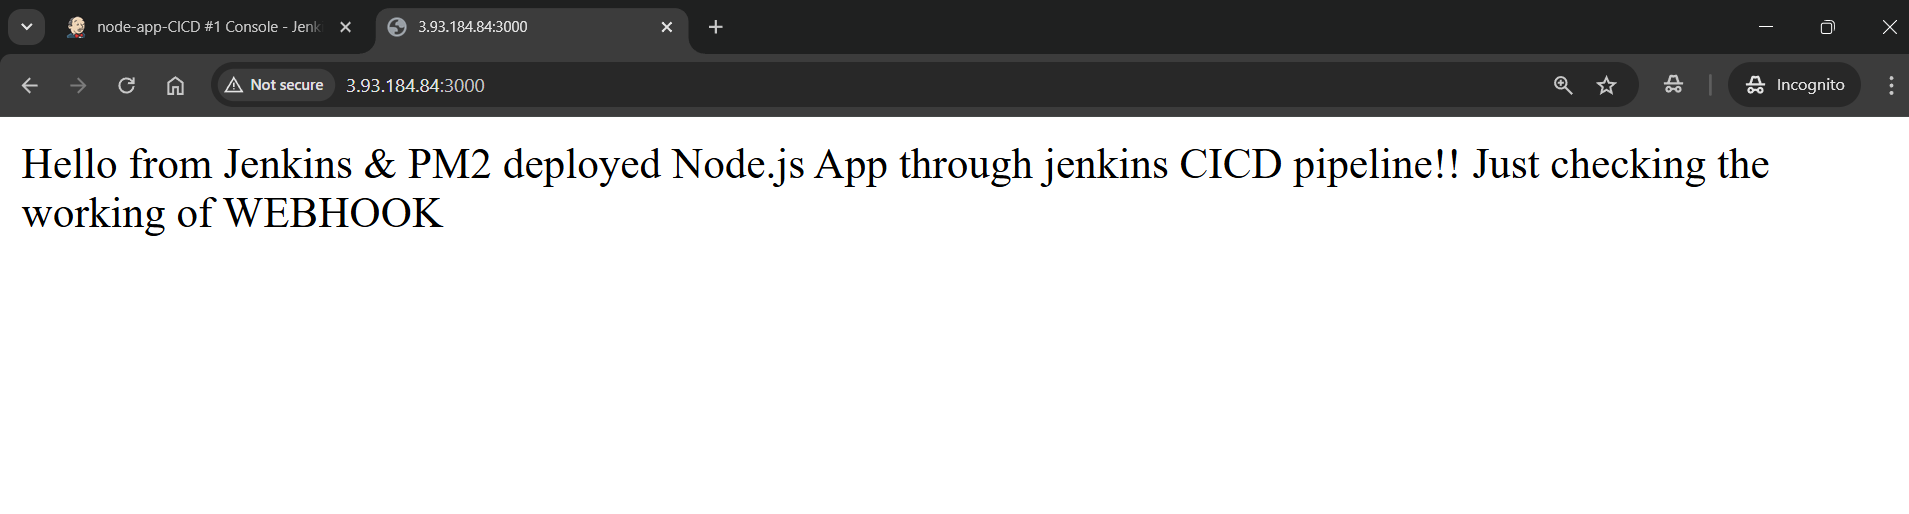 node-app-CICD #1 Console - Jenk
3.93.184.84:3000
Not secure
3.93.184.84:3000
Incognito
Hello from Jenkins & PM2 deployed Node.js App through jenkins CICD pipeline!! Just checking the
working of WEBHOOK